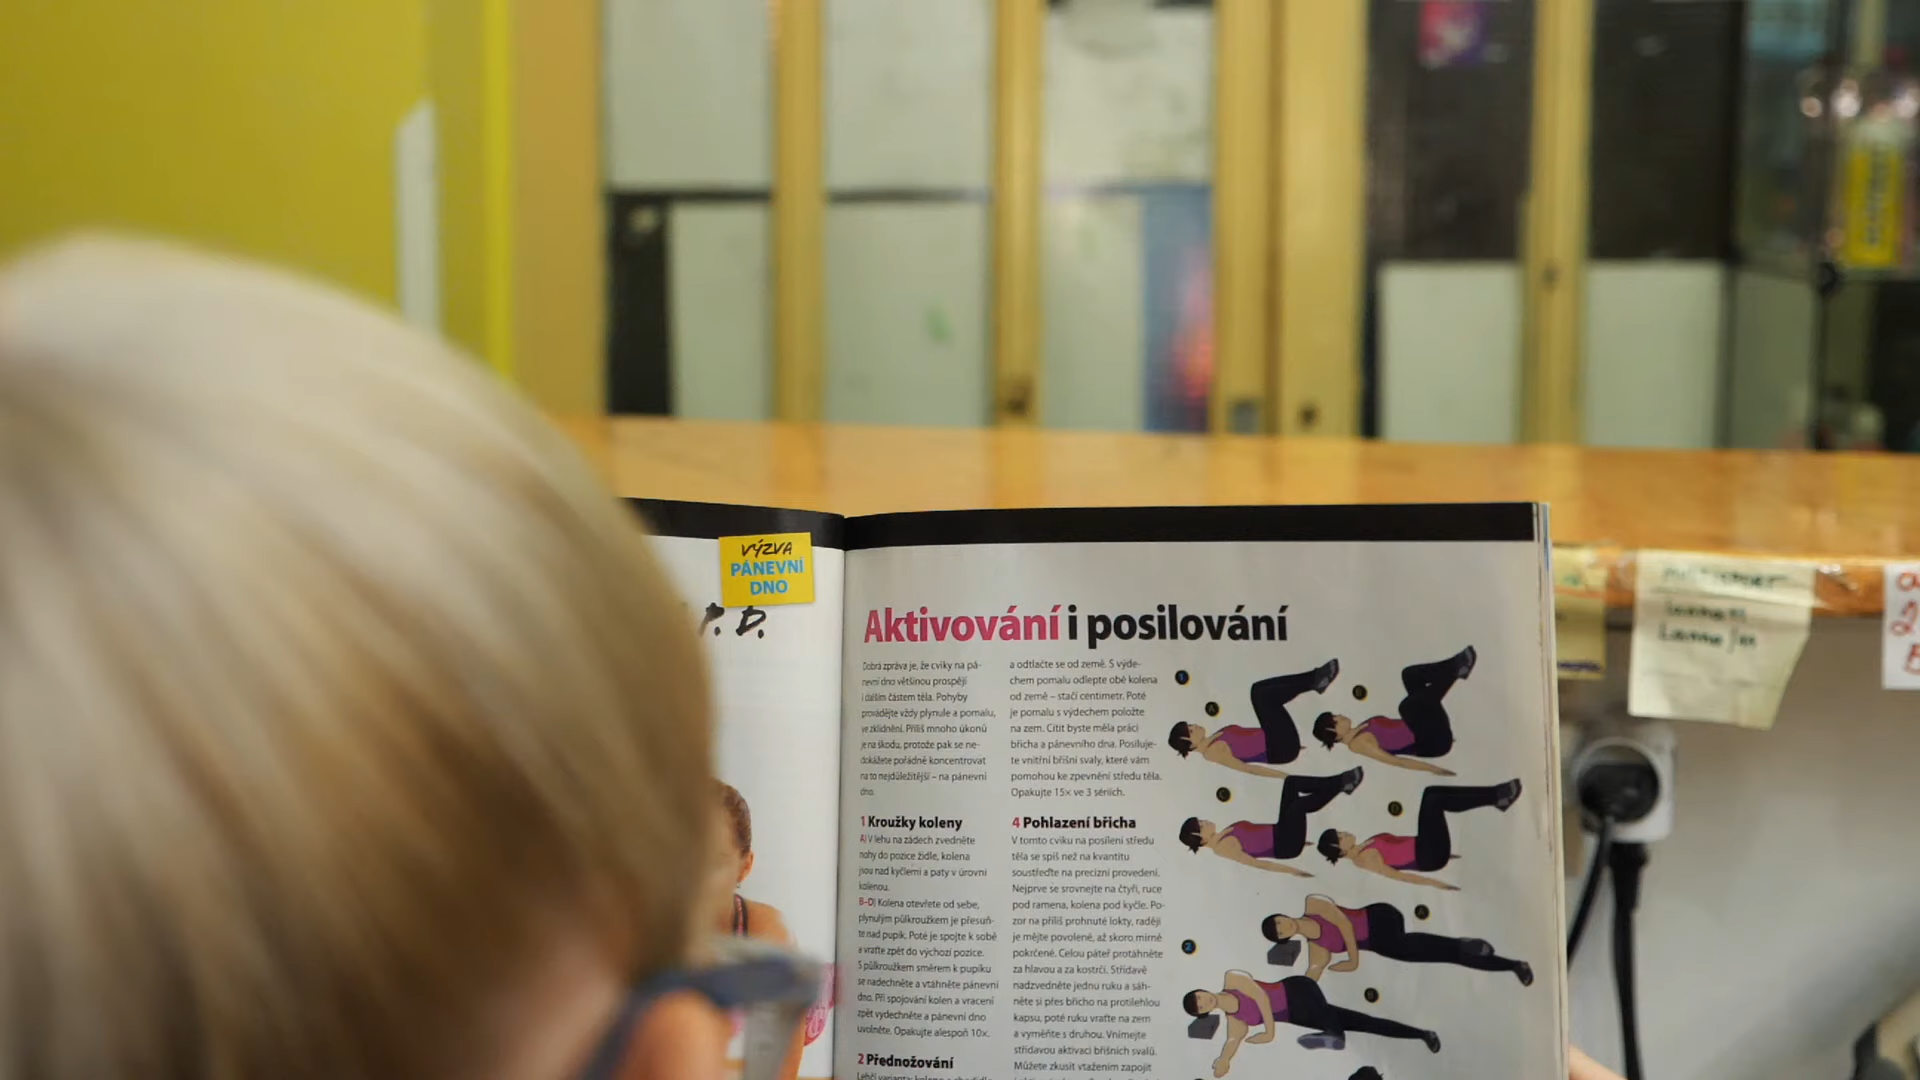 VÝZVA
PÁNEVNÍ
DNO
P. D.
Aktivování i posilování
Dobrá zpráva je, že cviky na pá-
nevní dno většinou prospějí
i dalším částem těla. Pohyby
provádějte vždy plynule a pomalu,
ve zklidnění. Příliš mnoho úkonů
je na škodu, protože pak se ne-
dokážete pořádně koncentrovat
na to nejdůležitější – na pánevní
dno.
1 Kroužky koleny
A) V lehu na zádech zvedněte
nohy do pozice židle, kolena
jsou nad kyčlemi a paty v úrovni
kolenou.
B–D) Kolena otevřete od sebe,
plynulým půlkroužkem je přesuň-
te nad pupík. Poté je spojte k sobě
a vraťte zpět do výchozí pozice.
S půlkroužkem směrem k pupíku
se nadechněte a vtáhněte pánevní
dno. Při spojování kolen a vracení
zpět vydechněte a pánevní dno
uvolněte. Opakujte alespoň 10×.
2 Přednožování
a odtlačte se od země. S výde-
chem pomalu odlepte obě kolena
od země – stačí centimetr. Poté
je pomalu s výdechem položte
na zem. Cítit byste měla práci
břicha a pánevního dna. Posiluje-
te vnitřní břišní svaly, které vám
pomohou ke zpevnění středu těla.
Opakujte 15× ve 3 sériích.
4 Pohlazení břicha
V tomto cviku na posílení středu
těla se spíš než na kvantitu
soustřeďte na precizní provedení.
Nejprve se srovnejte na čtyři, ruce
pod ramena, kolena pod kyčle. Po-
zor na příliš prohnuté lokty, raději
je mějte povolené, až skoro mírně
pokrčené. Celou páteř protáhněte
za hlavou a za kostrčí. Střídavě
nadzvedněte jednu ruku a sáh-
něte si přes břicho na protilehlou
kapsu, poté ruku vraťte na zem
a vyměňte s druhou. Vnímejte
střídavou aktivaci břišních svalů.
Můžete zkusit vtažením zapojit
1
A
B
C
D
A
2
B